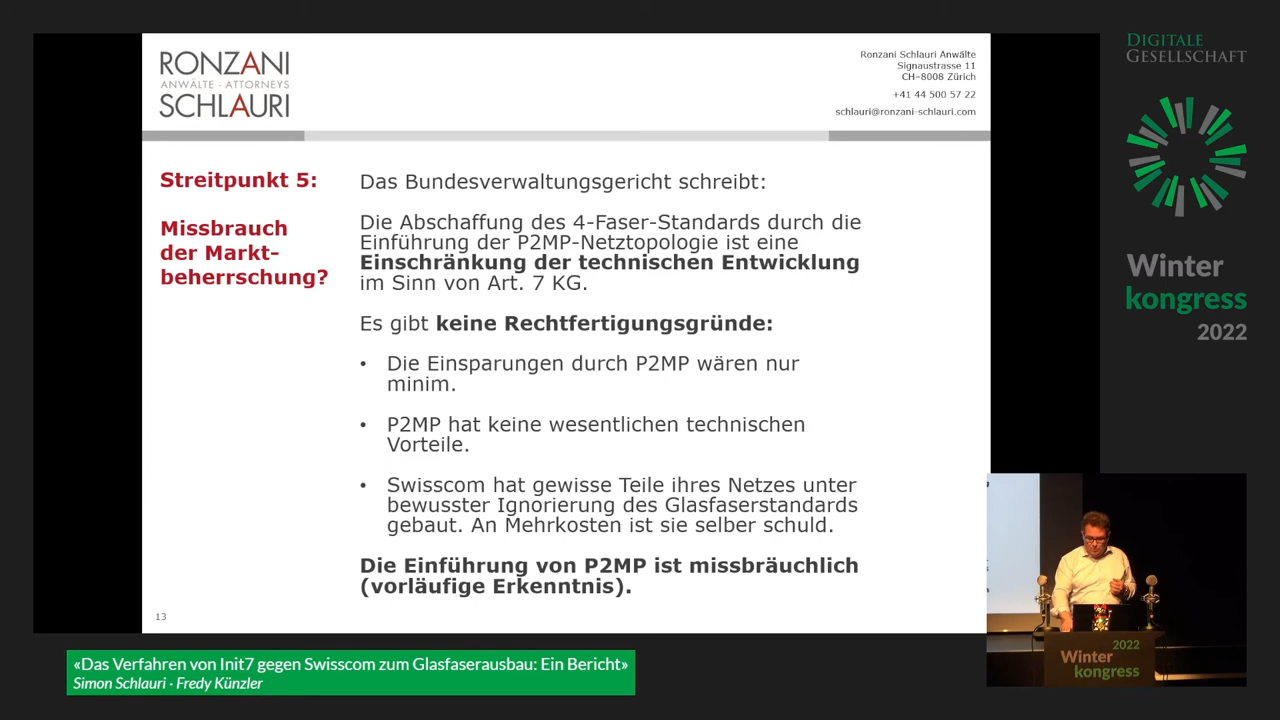 RONZANI
ANWÄLTE · ATTORNEYS
SCHLAURI
Ronzani Schlauri Anwälte
Signaustrasse 11
CH–8008 Zürich
+41 44 500 57 22
schlauri@ronzani-schlauri.com
Streitpunkt 5:
Missbrauch
der Markt-
beherrschung?
Das Bundesverwaltungsgericht schreibt:
Die Abschaffung des 4-Faser-Standards durch die
Einführung der P2MP-Netztopologie ist eine
Einschränkung der technischen Entwicklung
im Sinn von Art. 7 KG.
Es gibt keine Rechtfertigungsgründe:
• Die Einsparungen durch P2MP wären nur
minim.
• P2MP hat keine wesentlichen technischen
Vorteile.
• Swisscom hat gewisse Teile ihres Netzes unter
bewusster Ignorierung des Glasfaserstandards
gebaut. An Mehrkosten ist sie selber schuld.
Die Einführung von P2MP ist missbräuchlich
(vorläufige Erkenntnis).
13
DIGITALE
GESELLSCHAFT
Winter
kongress
2022
2022
Winter
kongress
«Das Verfahren von Init7 gegen Swisscom zum Glasfaserausbau: Ein Bericht»
Simon Schlauri · Fredy Künzler